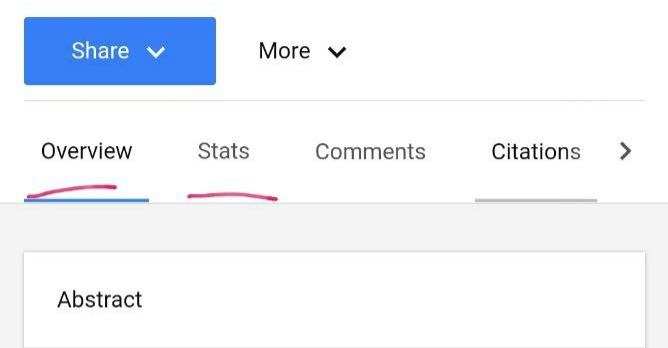 Share More
Overview Stats Comments Citations
Abstract